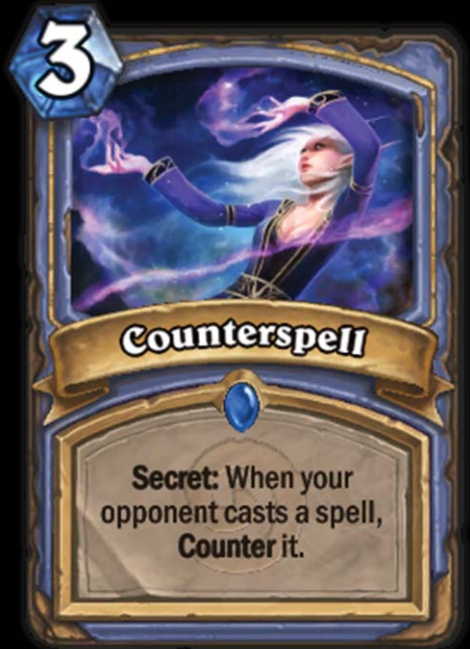 3
Counterspell
Secret: When your
opponent casts a spell,
Counter it.